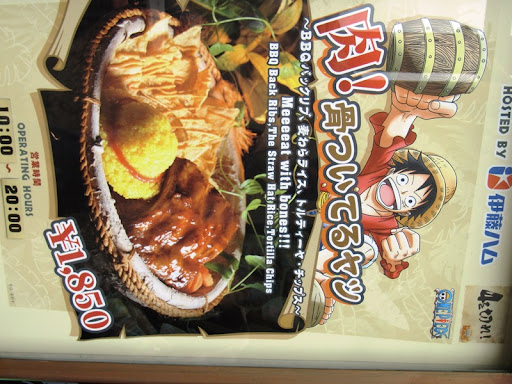 HOSTED BY 伊藤ハム
肉！骨ついてるヤツ
～BBQバックリブ、麦わらライス、トルティーヤ・チップス～
Meeeeat with bones!!!
BBQ Back Ribs,The Straw Hat Rice,Tortilla Chips
¥1,850
営業時間
OPERATING HOURS
10:00 ～ 20:00
ONE PIECE